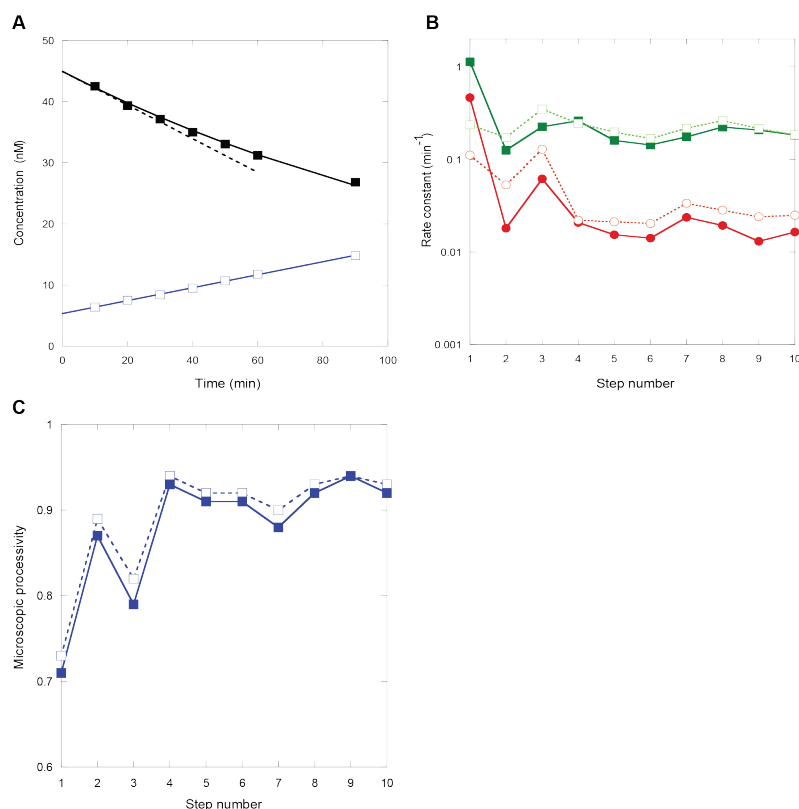 A
50
40
30
20
10
0
Concentration (nM)
0 20 40 60 80 100
Time (min)
B
1
0.1
0.01
0.001
Rate constant (min⁻¹)
1 2 3 4 5 6 7 8 9 10
Step number
C
1
0.9
0.8
0.7
0.6
Microscopic processivity
1 2 3 4 5 6 7 8 9 10
Step number